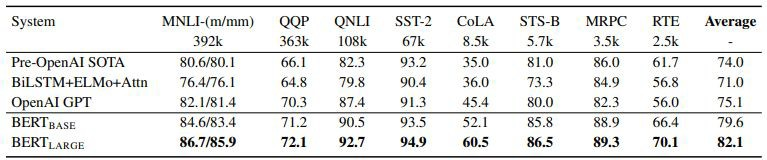 System MNLI-(m/mm) QQP QNLI SST-2 CoLA STS-B MRPC RTE Average
392k 363k 108k 67k 8.5k 5.7k 3.5k 2.5k -
Pre-OpenAI SOTA 80.6/80.1 66.1 82.3 93.2 35.0 81.0 86.0 61.7 74.0
BiLSTM+ELMo+Attn 76.4/76.1 64.8 79.8 90.4 36.0 73.3 84.9 56.8 71.0
OpenAI GPT 82.1/81.4 70.3 87.4 91.3 45.4 80.0 82.3 56.0 75.1
BERTBASE 84.6/83.4 71.2 90.5 93.5 52.1 85.8 88.9 66.4 79.6
BERTLARGE 86.7/85.9 72.1 92.7 94.9 60.5 86.5 89.3 70.1 82.1